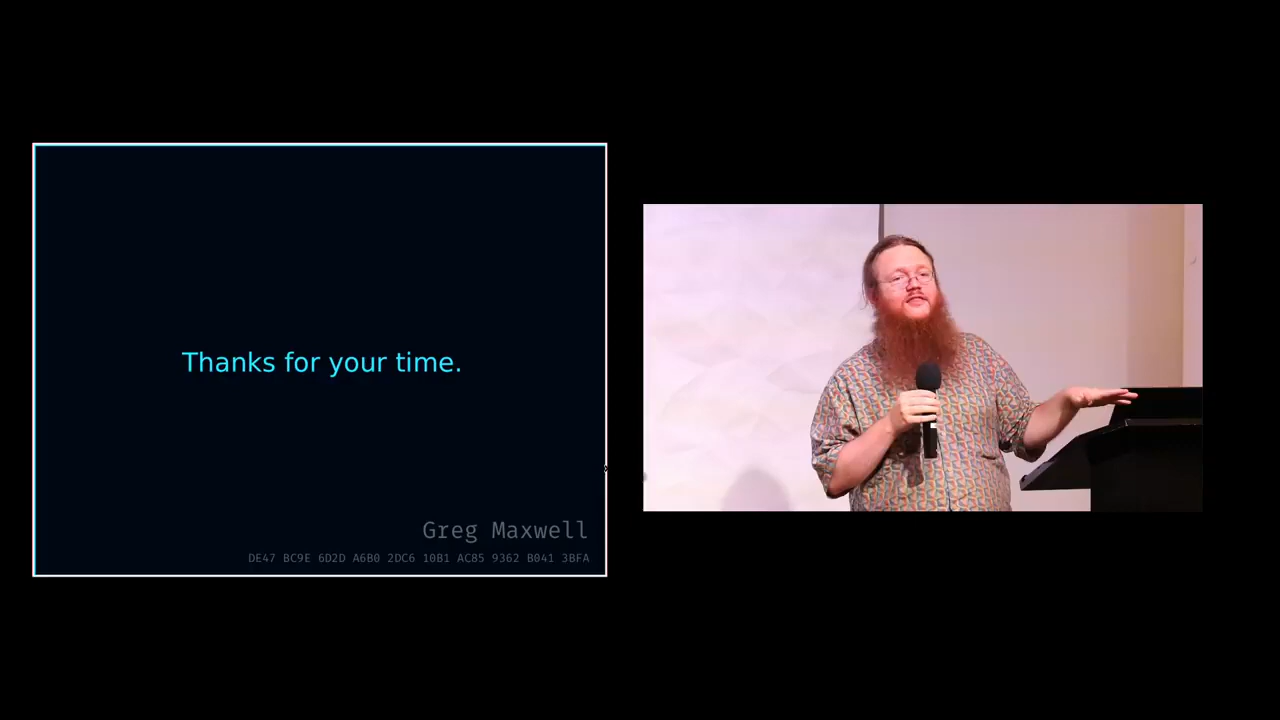 Thanks for your time.
Greg Maxwell
DE47 BC9E 6D2D A6B0 2DC6 10B1 AC85 9362 B041 3BFA